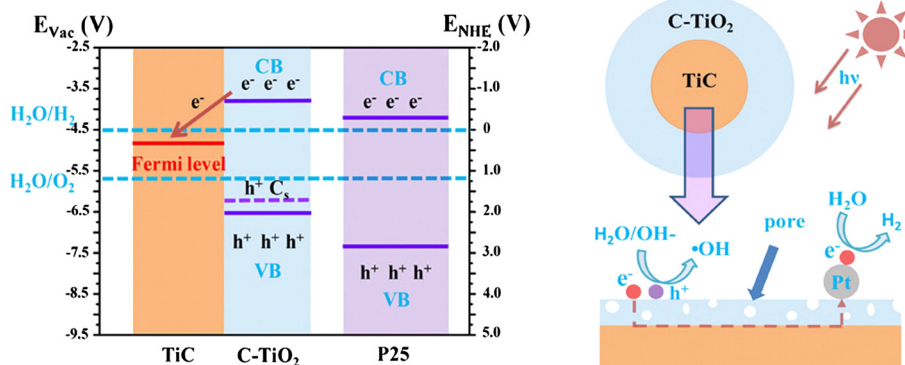 E_Vac (V)
E_NHE (V)
-2.5
-3.5
-4.5
-5.5
-6.5
-7.5
-8.5
-9.5
-2.0
-1.0
0
1.0
2.0
3.0
4.0
5.0
H₂O/H₂
H₂O/O₂
CB
e⁻ e⁻ e⁻
e⁻
Fermi level
h⁺ Cₛ
h⁺ h⁺ h⁺
VB
CB
e⁻ e⁻ e⁻
h⁺ h⁺ h⁺
VB
TiC
C-TiO₂
P25
C-TiO₂
TiC
hν
H₂O/OH-
•OH
e⁻
h⁺
pore
H₂O
H₂
e⁻
Pt